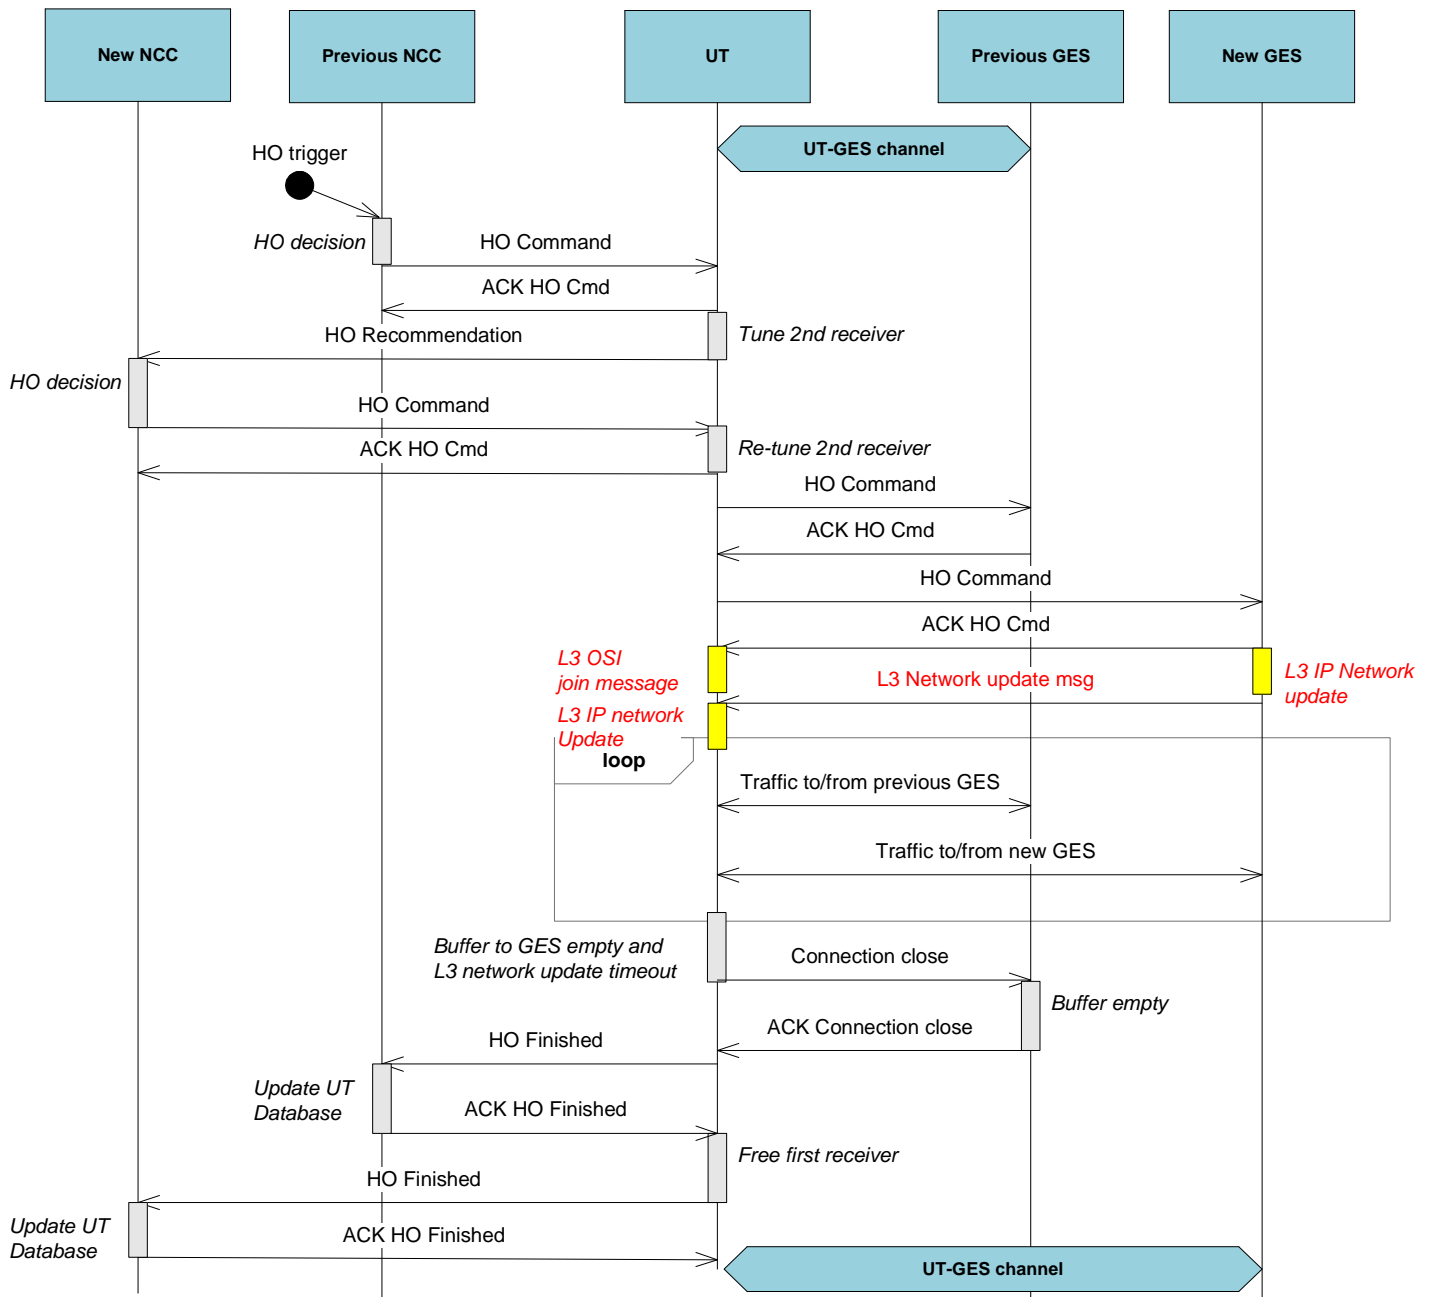 New NCC
Previous NCC
UT
Previous GES
New GES
UT-GES channel
HO trigger
HO decision
HO Command
ACK HO Cmd
HO Recommendation
Tune 2nd receiver
HO decision
HO Command
ACK HO Cmd
Re-tune 2nd receiver
HO Command
ACK HO Cmd
HO Command
ACK HO Cmd
L3 OSI
join message
L3 Network update msg
L3 IP Network
update
L3 IP network
Update
loop
Traffic to/from previous GES
Traffic to/from new GES
Buffer to GES empty and
L3 network update timeout
Connection close
Buffer empty
ACK Connection close
HO Finished
Update UT
Database
ACK HO Finished
Free first receiver
HO Finished
Update UT
Database
ACK HO Finished
UT-GES channel